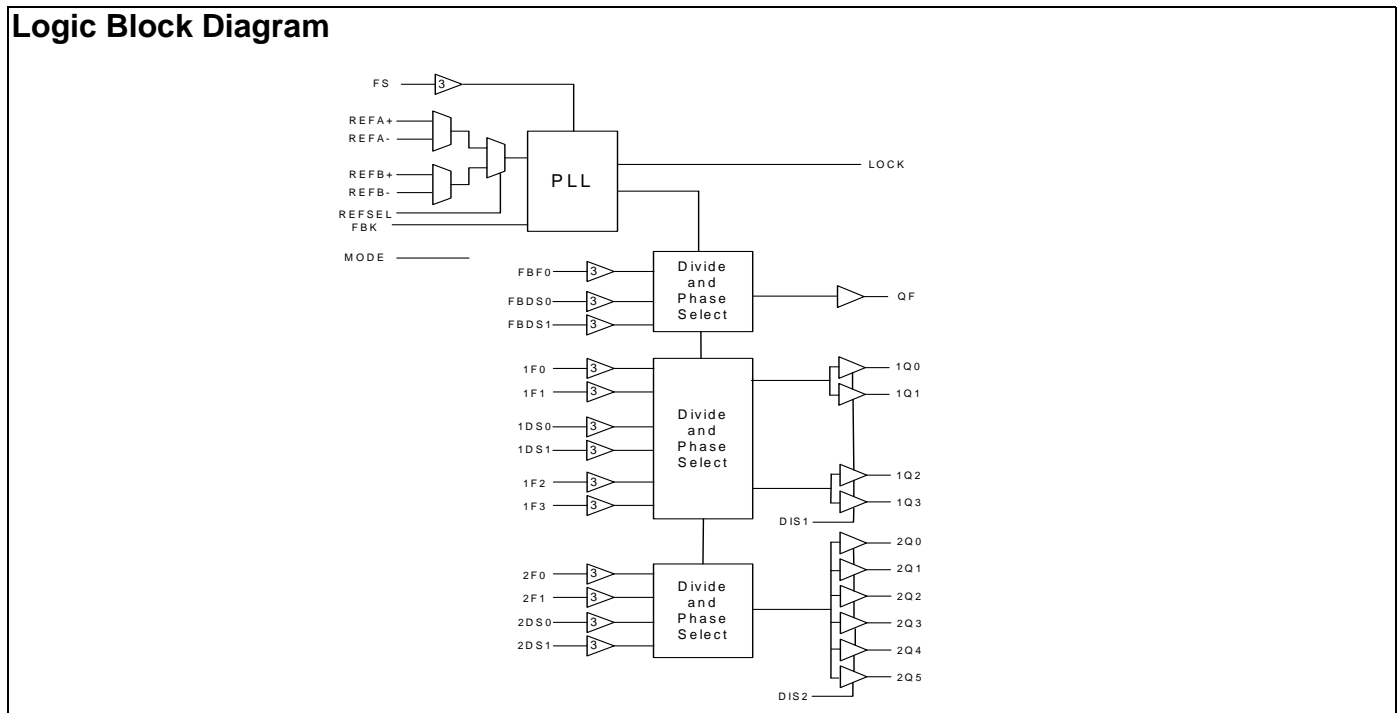 Logic Block Diagram
FS
3
REFA+
REFA-
REFB+
REFB-
REFSEL
FBK
MODE
PLL
LOCK
FBF0
3
FBDS0
3
FBDS1
3
Divide
and
Phase
Select
QF
1F0
3
1F1
3
1DS0
3
1DS1
3
1F2
3
1F3
3
Divide
and
Phase
Select
1Q0
1Q1
1Q2
1Q3
DIS1
2F0
3
2F1
3
2DS0
3
2DS1
3
Divide
and
Phase
Select
2Q0
2Q1
2Q2
2Q3
2Q4
2Q5
DIS2